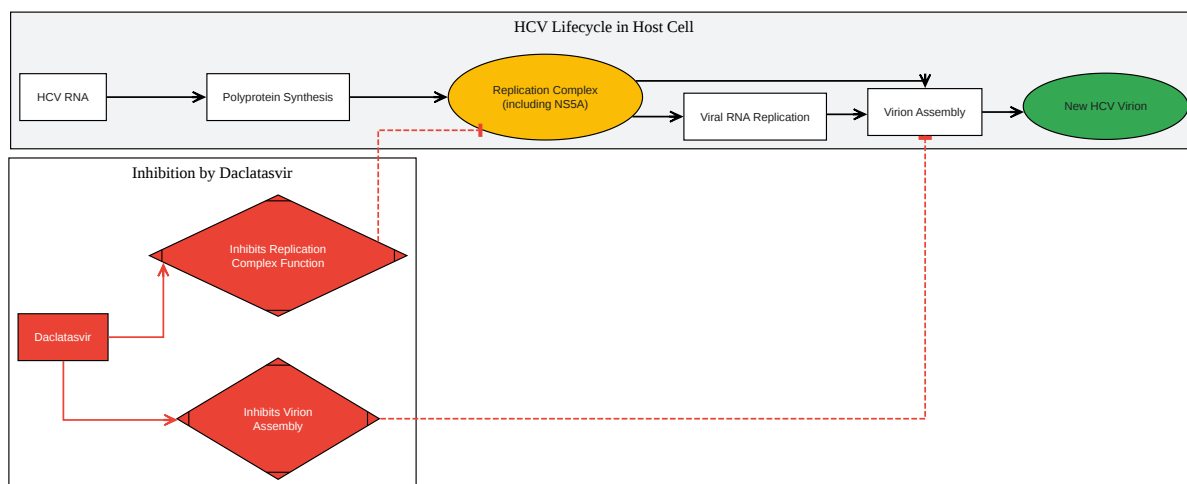 HCV Lifecycle in Host Cell
HCV RNA
Polyprotein Synthesis
Replication Complex
(including NS5A)
Viral RNA Replication
Virion Assembly
New HCV Virion
Inhibition by Daclatasvir
Inhibits Replication
Complex Function
Daclatasvir
Inhibits Virion
Assembly